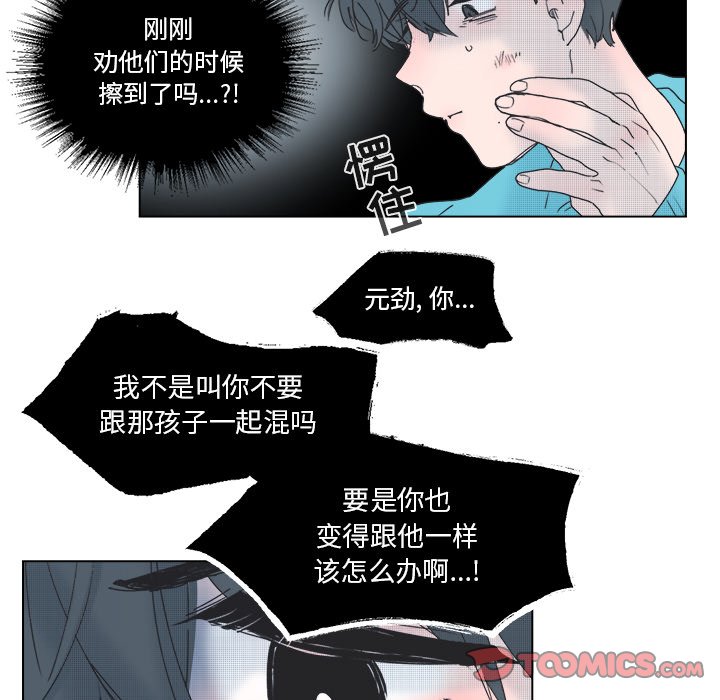 刚刚
劝他们的时候
擦到了吗...?!
愣住
元劲, 你...
我不是叫你不要
跟那孩子一起混吗
要是你也
变得跟他一样
该怎么办啊...!
TOOMICS.COM